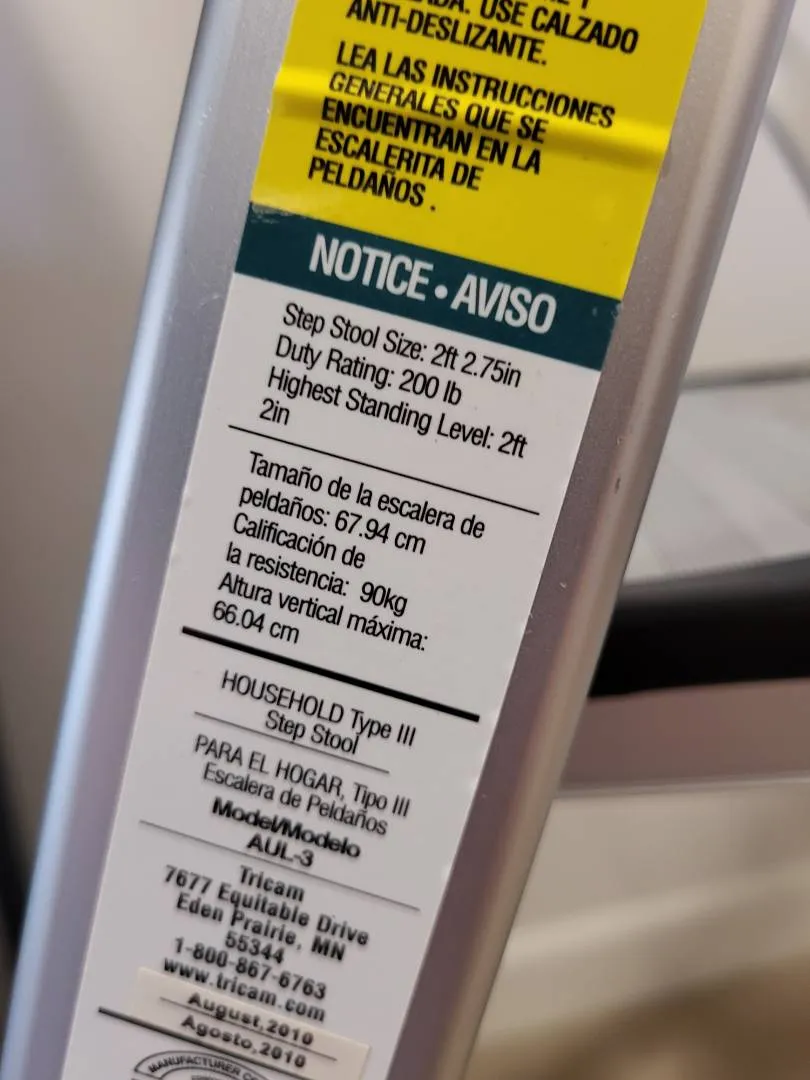 USE CALZADO
ANTI-DESLIZANTE.
LEA LAS INSTRUCCIONES
GENERALES QUE SE
ENCUENTRAN EN LA
ESCALERITA DE
PELDAÑOS.
NOTICE • AVISO
Step Stool Size: 2ft 2.75in
Duty Rating: 200 lb
Highest Standing Level: 2ft
2in
Tamaño de la escalera de
peldaños: 67.94 cm
Calificación de
la resistencia: 90kg
Altura vertical máxima:
66.04 cm
HOUSEHOLD Type III
Step Stool
PARA EL HOGAR, Tipo III
Escalera de Peldaños
Model/Modelo
AUL-3
Tricam
7677 Equitable Drive
Eden Prairie, MN
55344
1-800-867-6763
www.tricam.com
August,2010
Agosto,2010
MANUFACTURER